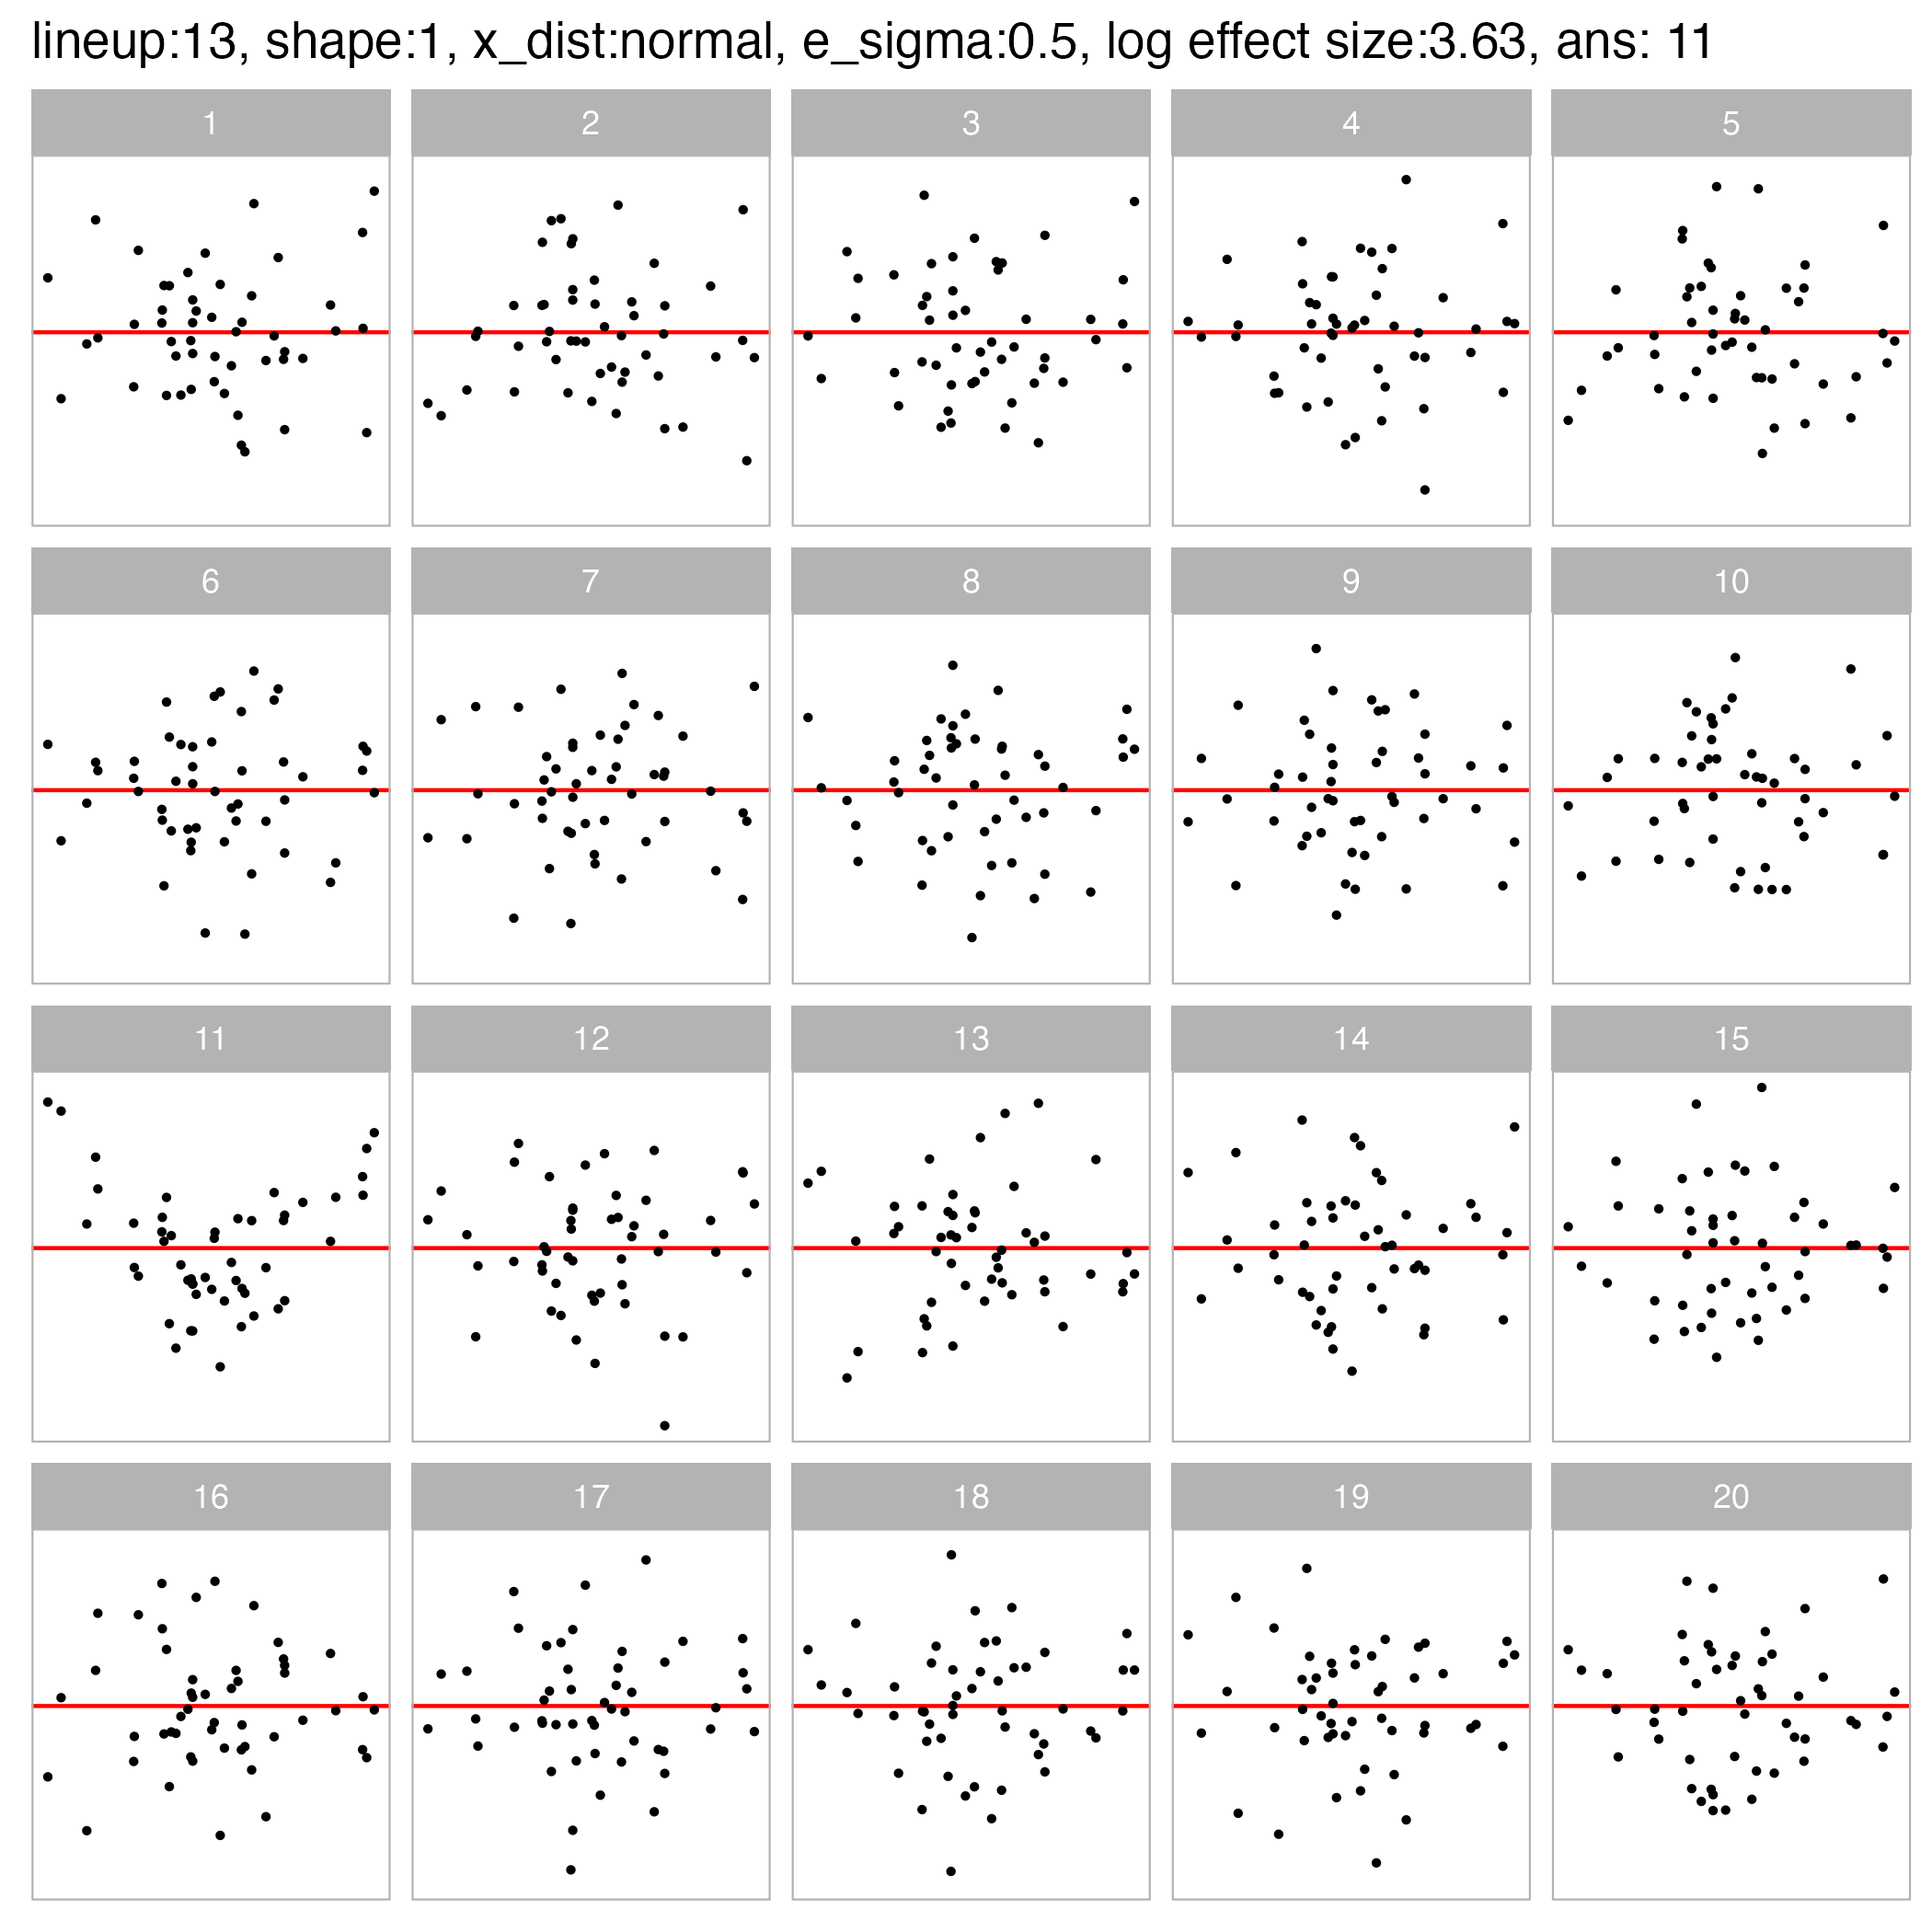 lineup:13, shape:1, x_dist:normal, e_sigma:0.5, log effect size:3.63, ans: 11
1 2 3 4 5
6 7 8 9 10
11 12 13 14 15
16 17 18 19 20